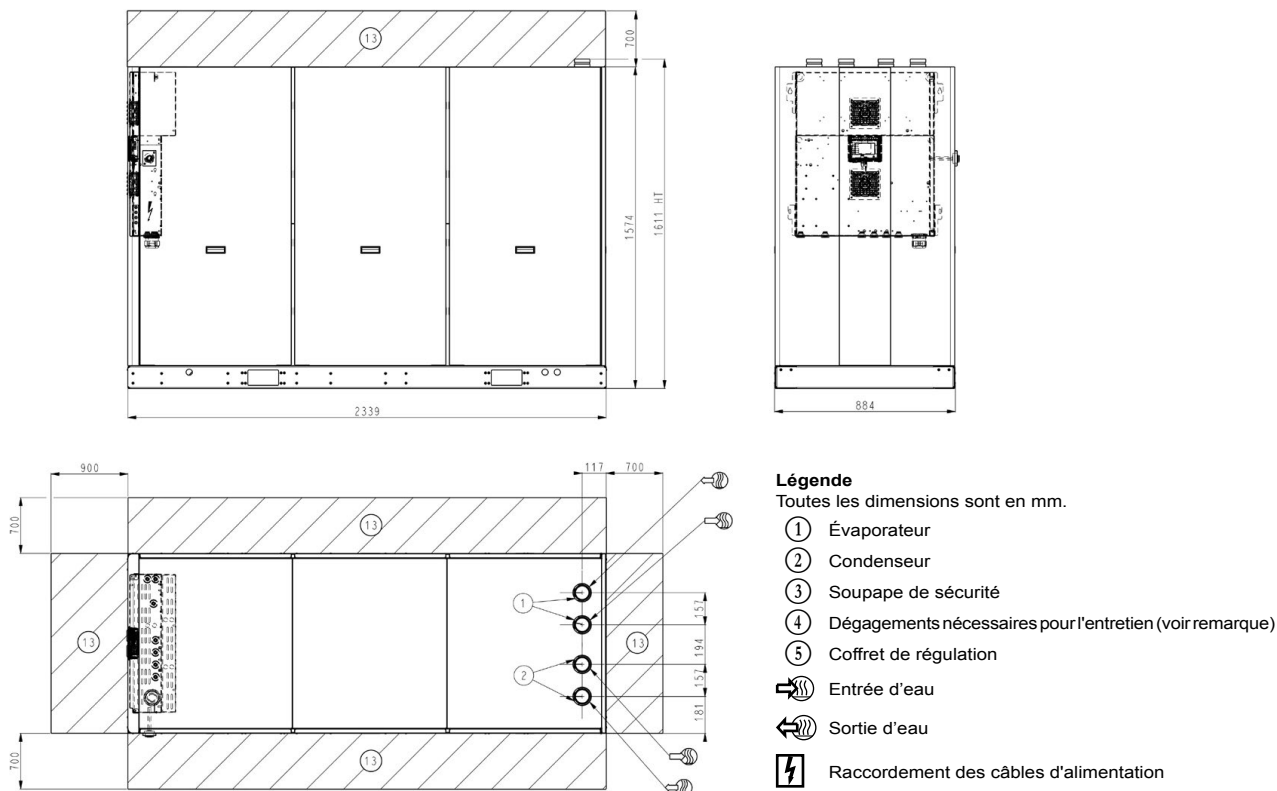 13
700
1574
1611 HT
2339
884
900
117
700
700
13
13
13
1
157
194
157
181
2
13
700
Légende
Toutes les dimensions sont en mm.
1 Évaporateur
2 Condenseur
3 Soupape de sécurité
4 Dégagements nécessaires pour l'entretien (voir remarque)
5 Coffret de régulation
Entrée d’eau
Sortie d’eau
Raccordement des câbles d'alimentation